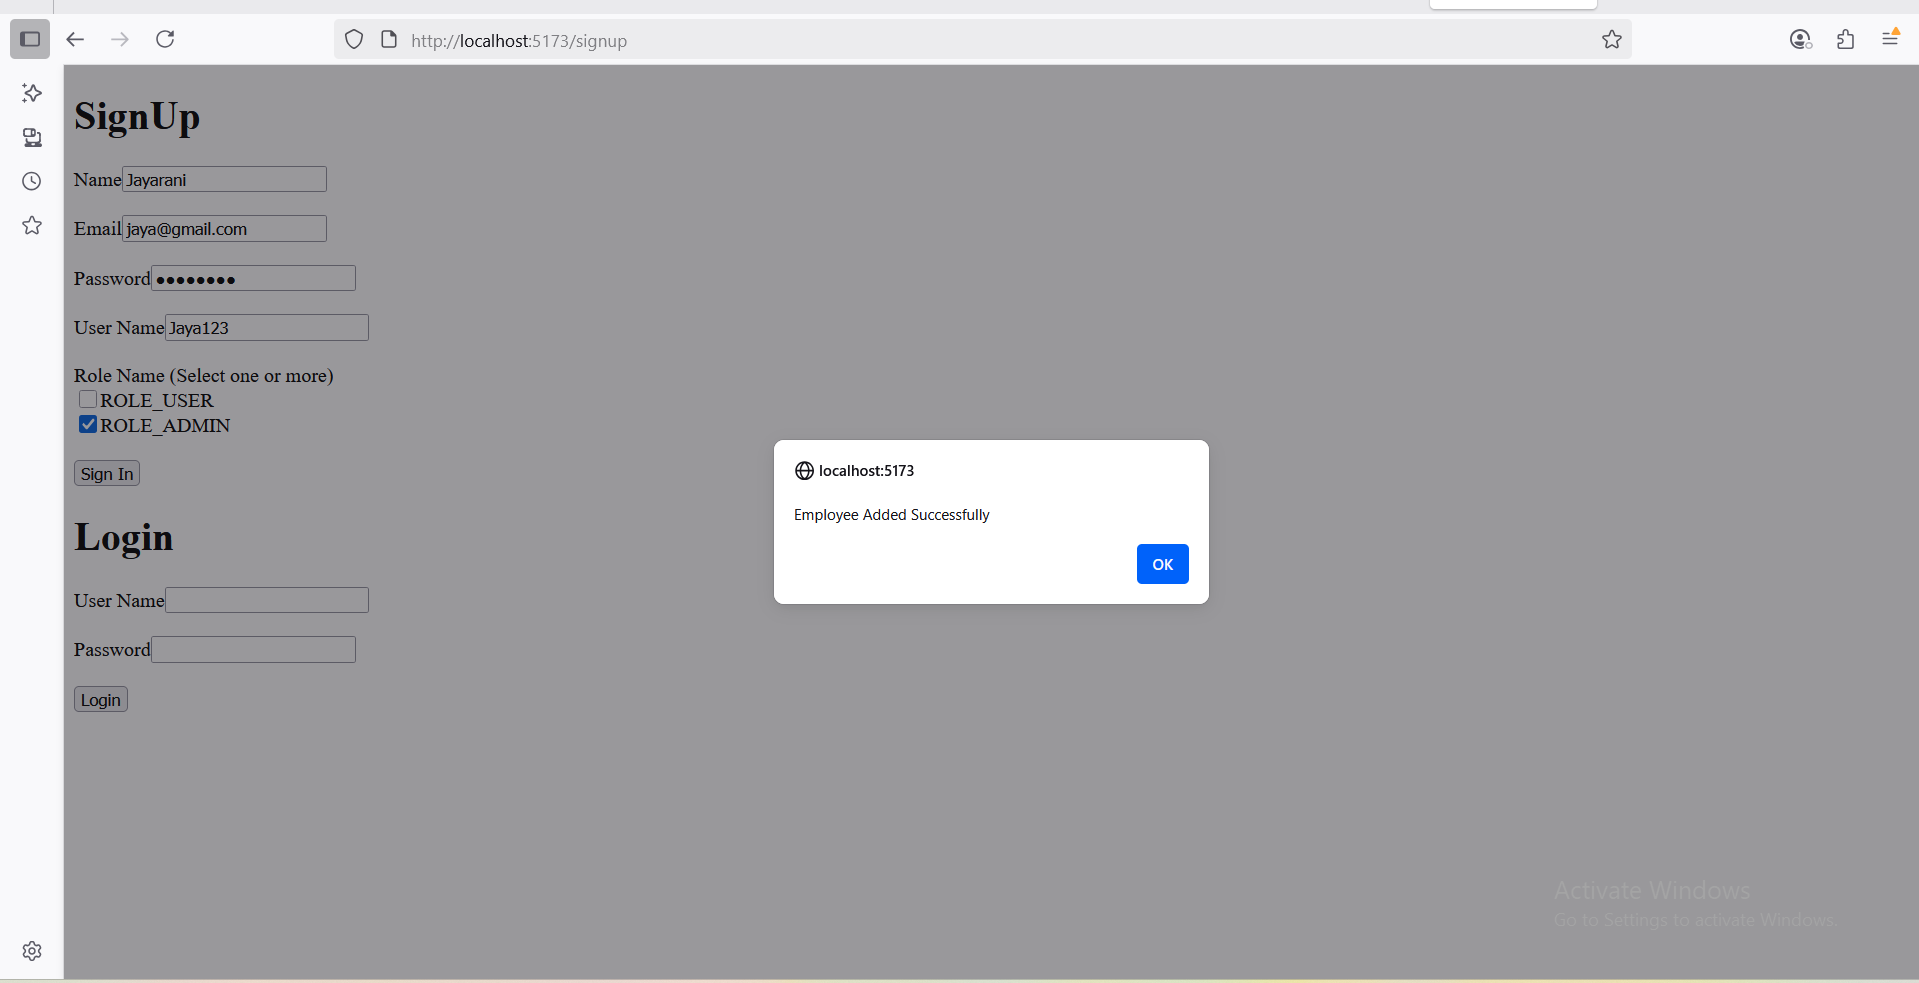 http://localhost:5173/signup
SignUp
Name Jayarani
Email jaya@gmail.com
Password ●●●●●●●●
User Name Jaya123
Role Name (Select one or more)
ROLE_USER
ROLE_ADMIN
Sign In
localhost:5173
Employee Added Successfully
OK
Login
User Name
Password
Login
Activate Windows
Go to Settings to activate Windows.